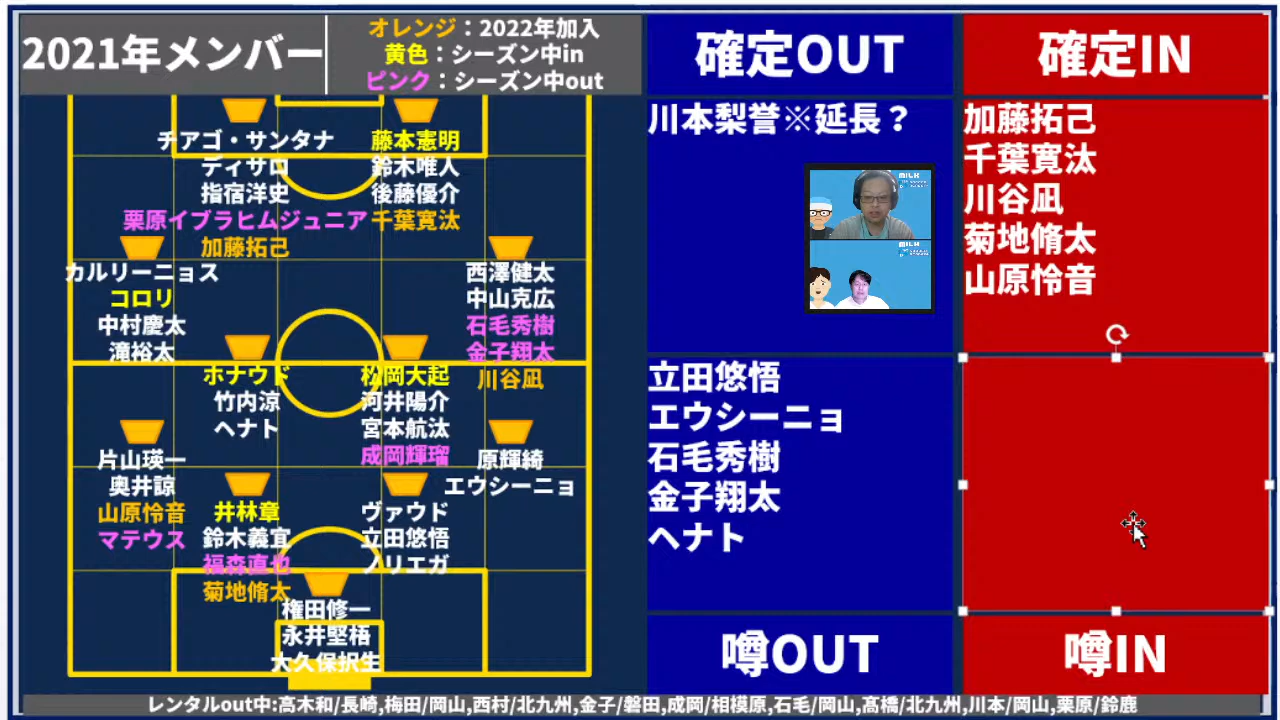 2021年メンバー
オレンジ：2022年加入
黄色：シーズン中in
ピンク：シーズン中out
確定OUT
確定IN
チアゴ・サンタナ
ディサロ
指宿洋史
栗原イブラヒムジュニア
加藤拓己
藤本憲明
鈴木唯人
後藤優介
千葉寛汰
カルリーニョス
コロリ
中村慶太
滝裕太
西澤健太
中山克広
石毛秀樹
金子翔太
川谷凪
ホナウド
竹内涼
ヘナト
松岡大起
河井陽介
宮本航汰
成岡輝瑠
片山瑛一
奥井諒
山原怜音
マテウス
井林章
鈴木義宜
福森直也
菊地脩太
ヴァウド
立田悠悟
ノリエガ
原輝綺
エウシーニョ
権田修一
永井堅梧
大久保択生
川本梨誉※延長？
加藤拓己
千葉寛汰
川谷凪
菊地脩太
山原怜音
MILK
MILK
立田悠悟
エウシーニョ
石毛秀樹
金子翔太
ヘナト
噂OUT
噂IN
レンタルout中:高木和/長崎,梅田/岡山,西村/北九州,金子/磐田,成岡/相模原,石毛/岡山,髙橋/北九州,川本/岡山,栗原/鈴鹿